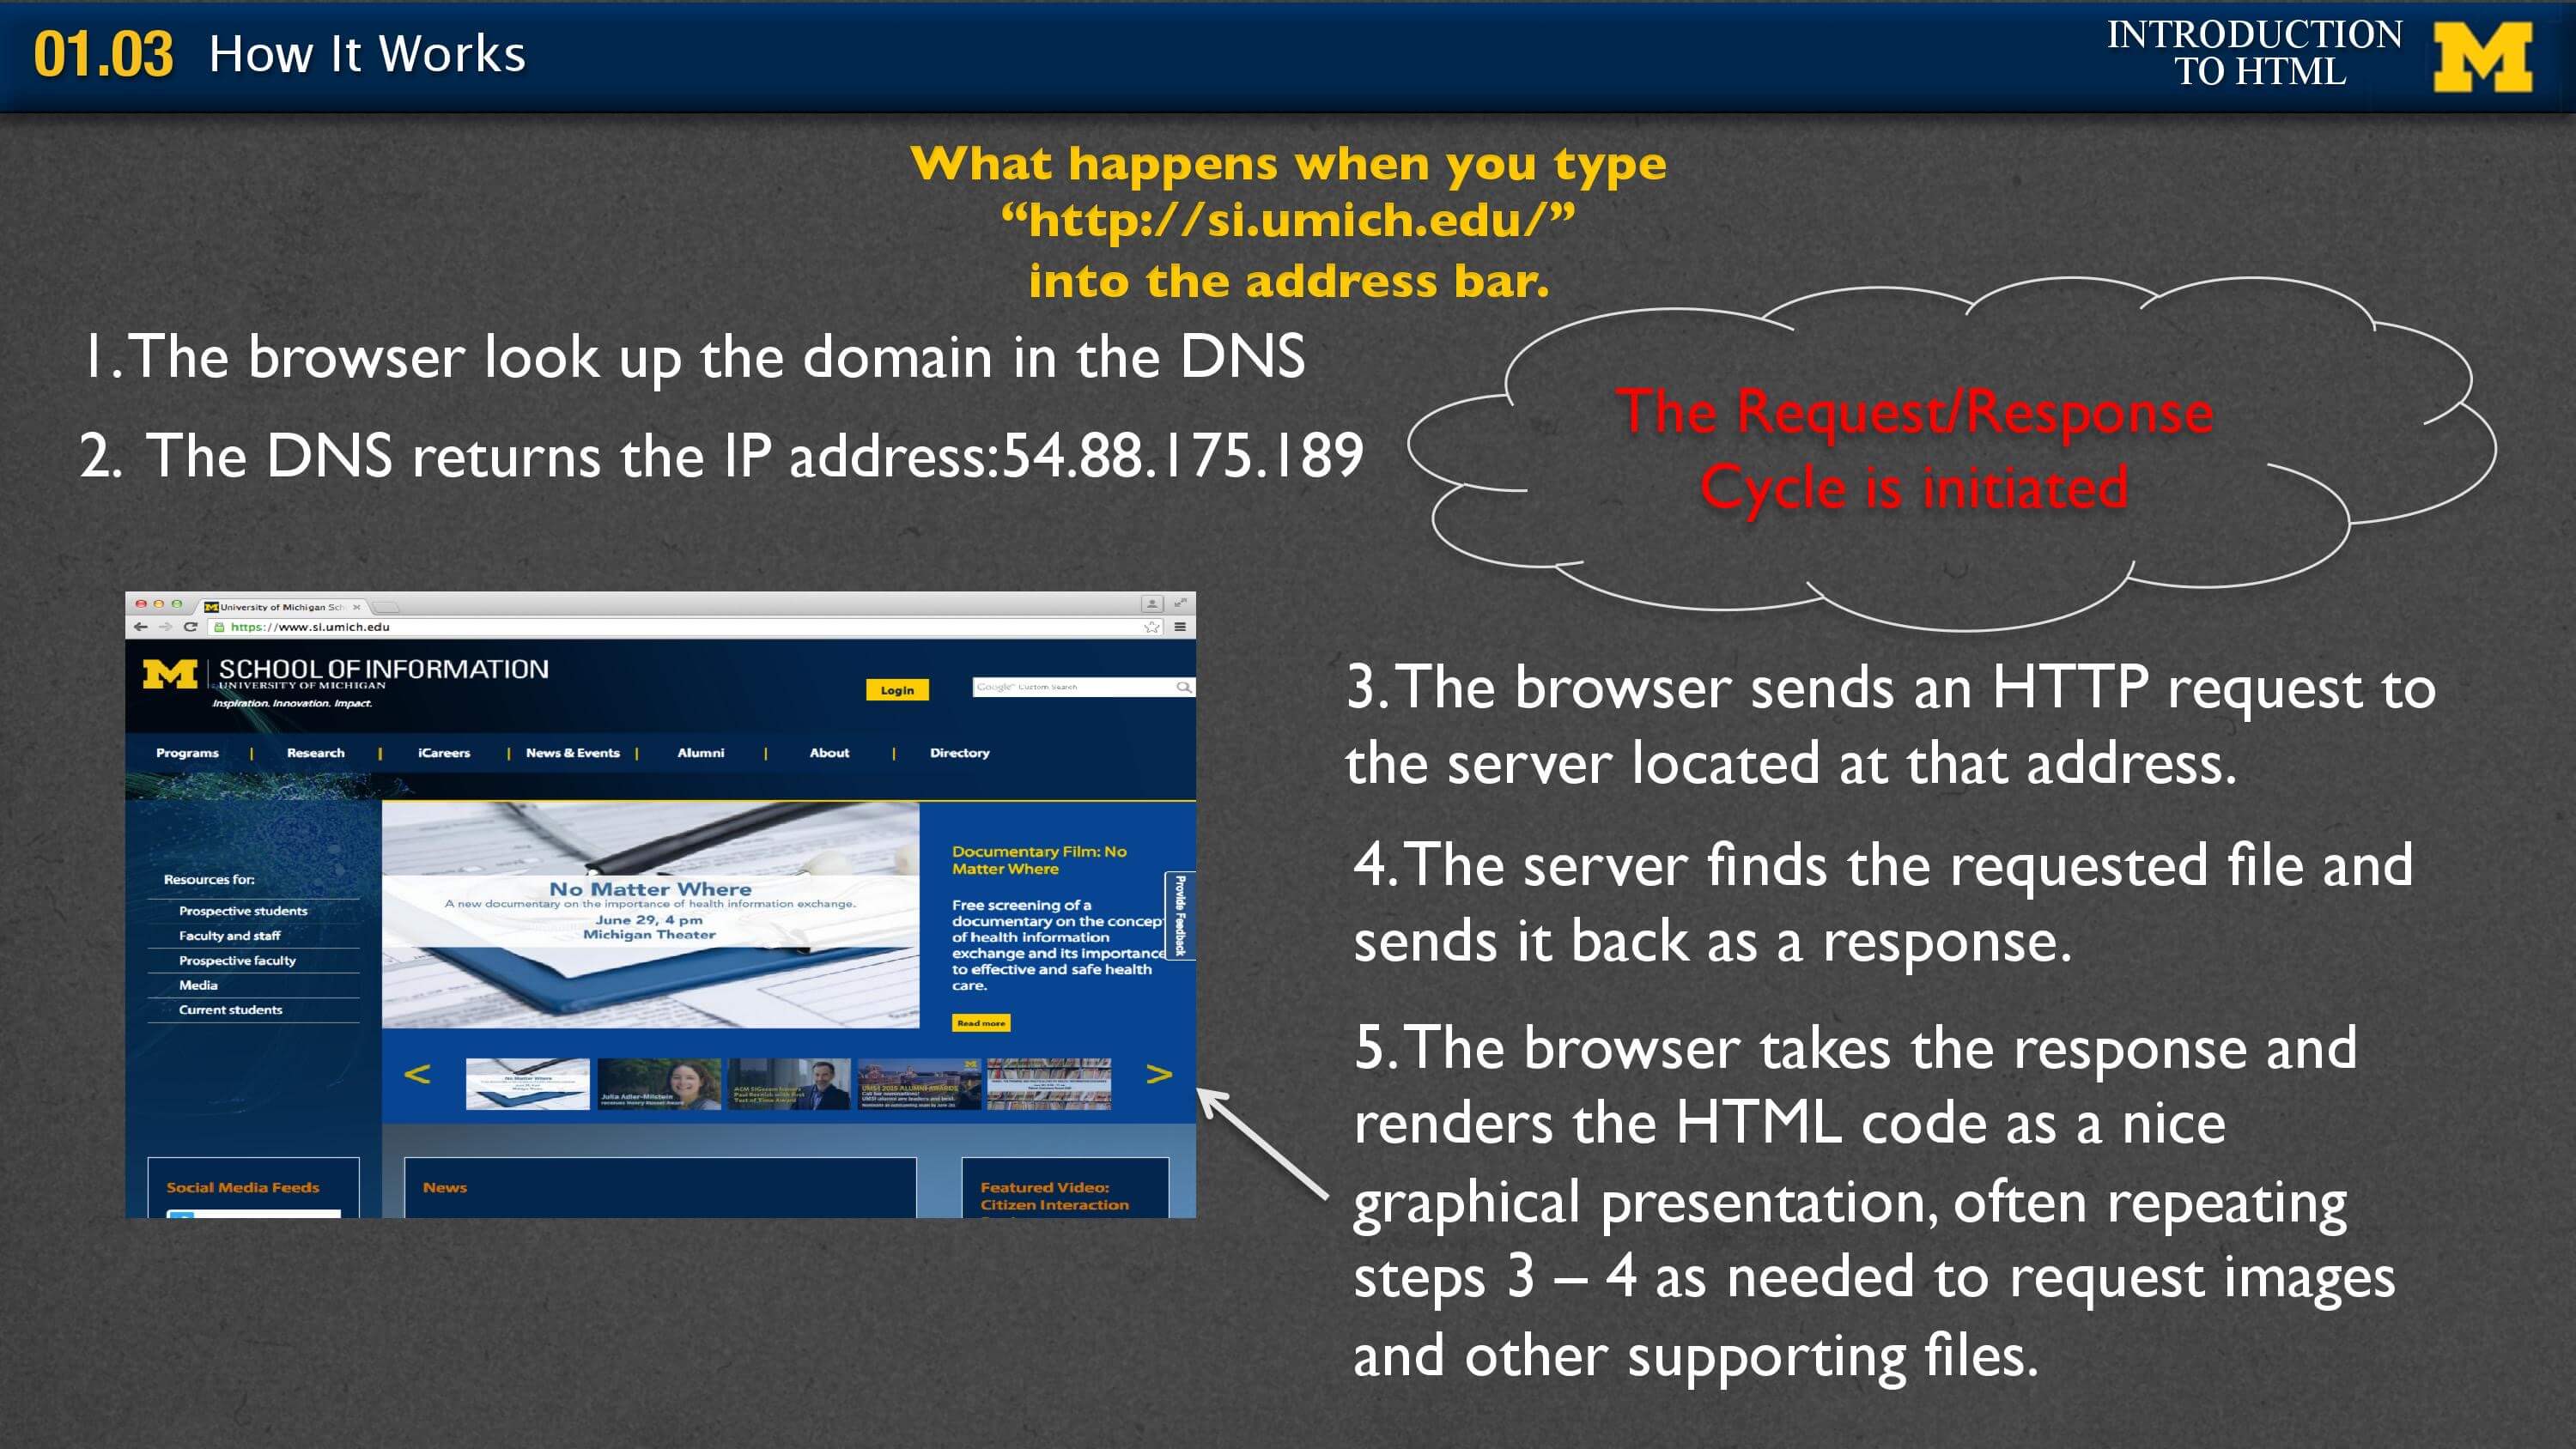 01.03 How It Works
INTRODUCTION
TO HTML
M
What happens when you type
“http://si.umich.edu/”
into the address bar.
1. The browser look up the domain in the DNS
2. The DNS returns the IP address:54.88.175.189
The Request/Response
Cycle is initiated
University of Michigan Sch
https://www.si.umich.edu
M SCHOOL OF INFORMATION
UNIVERSITY OF MICHIGAN
Inspiration. Innovation. Impact.
Login
Google™ Custom Search
Programs | Research | iCareers | News & Events | Alumni | About | Directory
Resources for:
Prospective students
Faculty and staff
Prospective faculty
Media
Current students
No Matter Where
A new documentary on the importance of health information exchange.
June 29, 4 pm
Michigan Theater
Documentary Film: No
Matter Where
Free screening of a
documentary on the concept
of health information
exchange and its importance
to effective and safe health
care.
Read more
Provide Feedback
<
No Matter Where
Julia Adler-Milstein
UMSI 2015 ALUMNI AWARDS
>
Social Media Feeds
News
Featured Video:
Citizen Interaction
3. The browser sends an HTTP request to
the server located at that address.
4. The server finds the requested file and
sends it back as a response.
5. The browser takes the response and
renders the HTML code as a nice
graphical presentation, often repeating
steps 3 – 4 as needed to request images
and other supporting files.